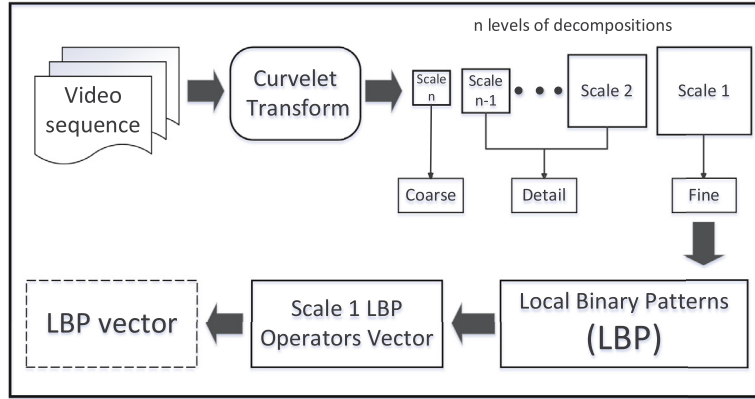 n levels of decompositions
Video
sequence
Curvelet
Transform
Scale
n
Scale
n-1
Scale 2
Scale 1
Coarse
Detail
Fine
LBP vector
Scale 1 LBP
Operators Vector
Local Binary Patterns
(LBP)